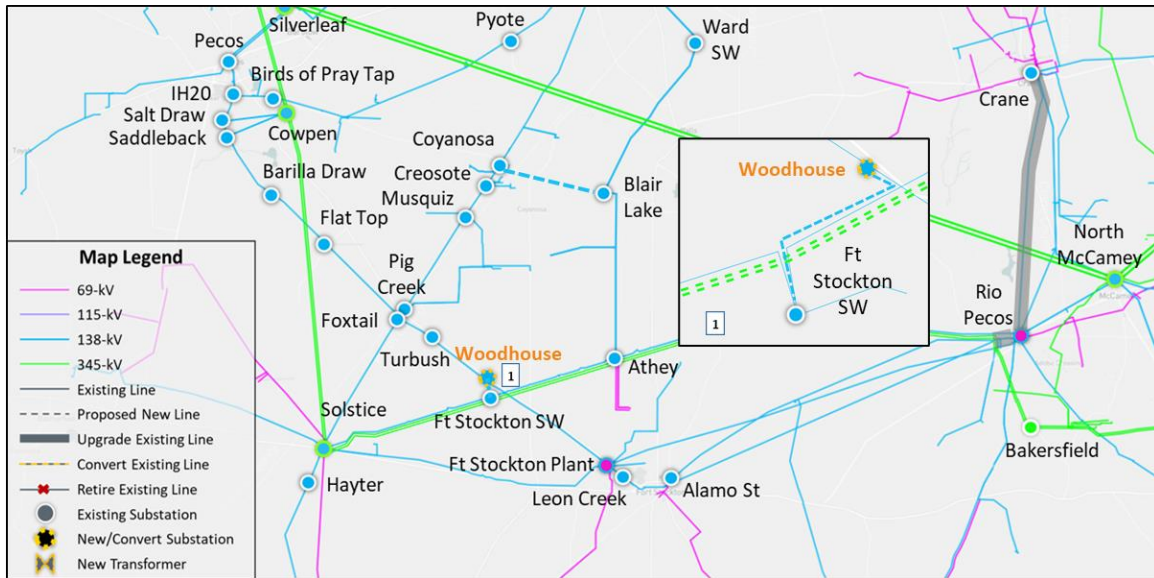 Silverleaf
Pyote
Ward
SW
Pecos
Birds of Pray Tap
IH20
Crane
Salt Draw
Saddleback
Cowpen
Coyanosa
Woodhouse
Creosote
Barilla Draw
Musquiz
Blair
Lake
Flat Top
North
McCamey
Map Legend
Ft
Stockton
SW
Pig
Creek
69-kV
Rio
Pecos
115-kV
Foxtail
1
138-kV
Turbush
Woodhouse
345-kV
1
Athey
Existing Line
Solstice
Proposed New Line
Ft Stockton SW
Upgrade Existing Line
Bakersfield
Convert Existing Line
Ft Stockton Plant
Retire Existing Line
Hayter
Leon Creek
Alamo St
Existing Substation
New/Convert Substation
New Transformer